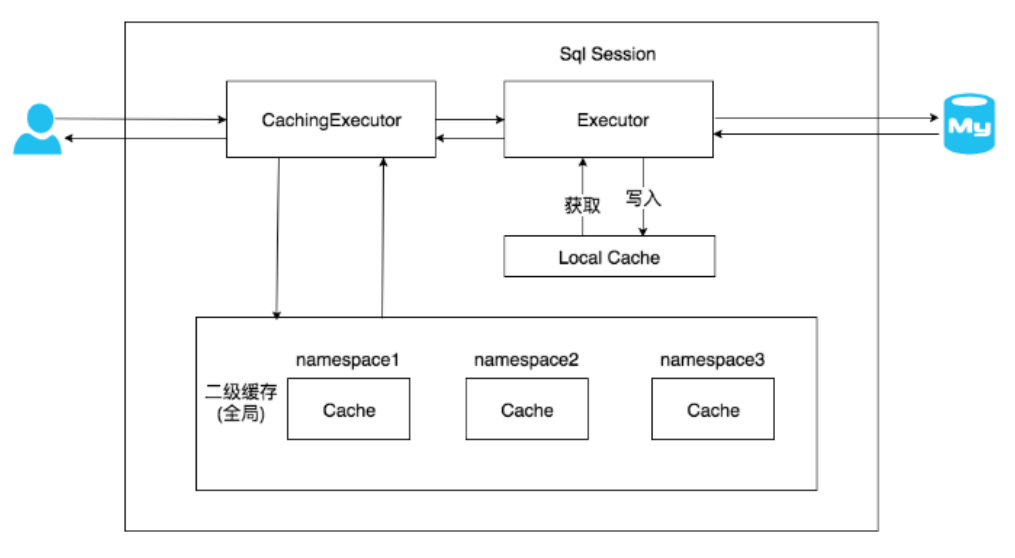 Sql Session
CachingExecutor
Executor
My
获取
写入
Local Cache
namespace1
namespace2
namespace3
二级缓存
(全局)
Cache
Cache
Cache